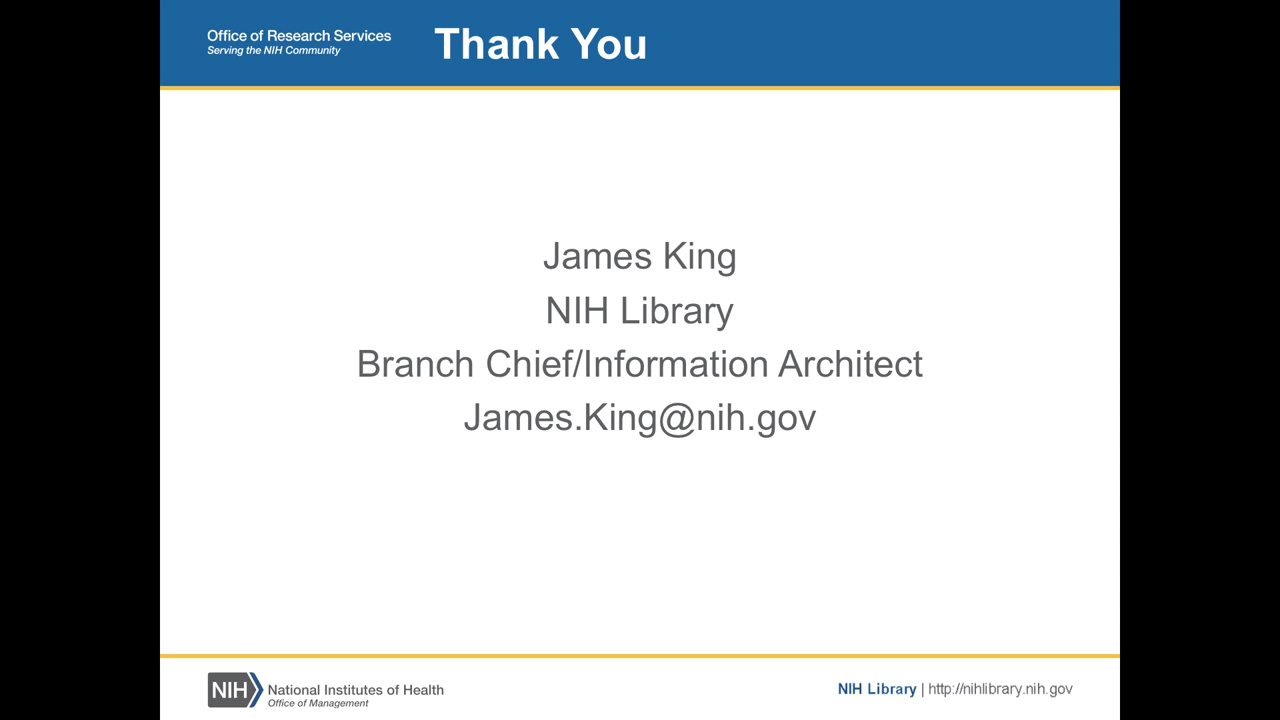 Office of Research Services
Serving the NIH Community
Thank You
James King
NIH Library
Branch Chief/Information Architect
James.King@nih.gov
NIH
National Institutes of Health
Office of Management
NIH Library | http://nihlibrary.nih.gov